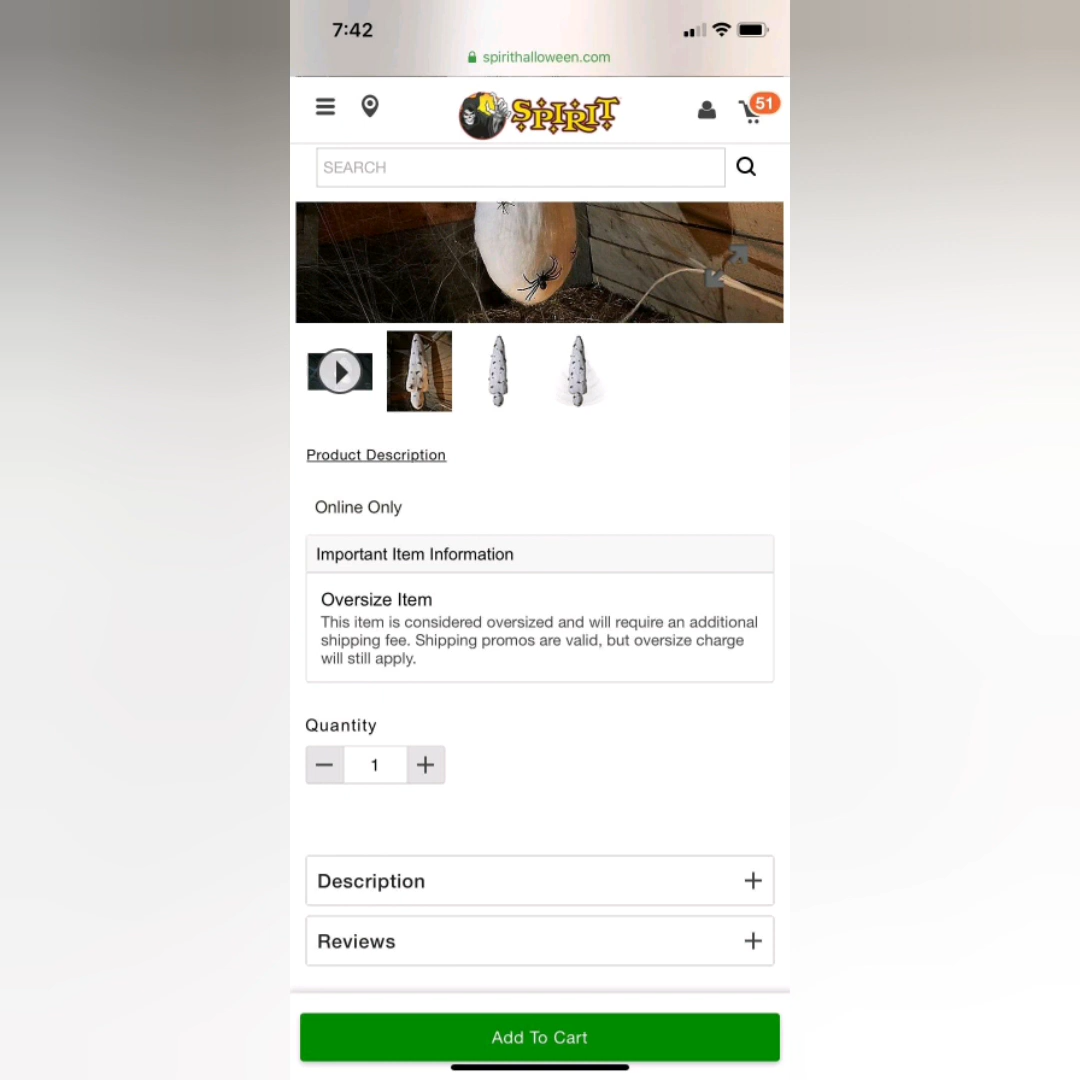 7:42
spirithalloween.com
SPIRIT
51
SEARCH
Product Description
Online Only
Important Item Information
Oversize Item
This item is considered oversized and will require an additional
shipping fee. Shipping promos are valid, but oversize charge
will still apply.
Quantity
1
Description
Reviews
Add To Cart